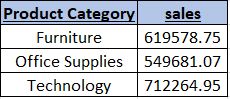 Product Category sales
Furniture 619578.75
Office Supplies 549681.07
Technology 712264.95